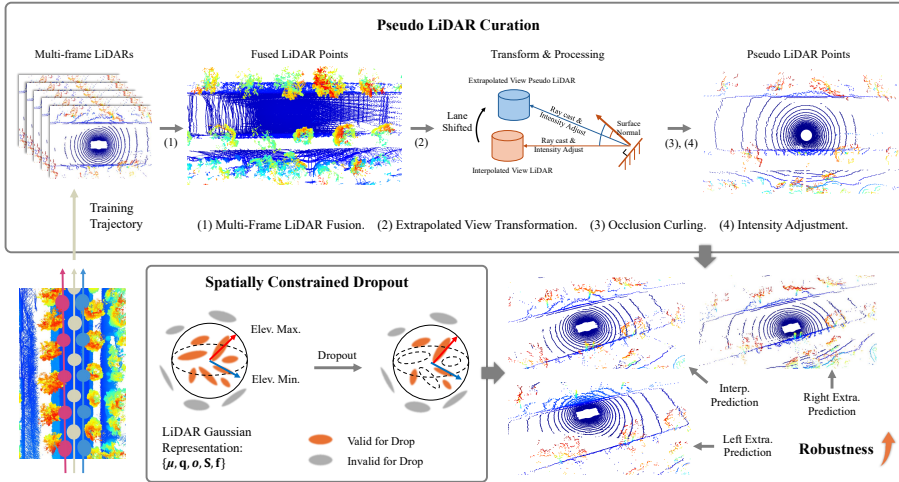 Pseudo LiDAR Curation
Multi-frame LiDARs
Fused LiDAR Points
Transform & Processing
Pseudo LiDAR Points
Extrapolated View Pseudo LiDAR
Lane
Shifted
Ray cast &
Intensity Adjust
Surface
Normal
Ray cast &
Intensity Adjust
Interpolated View LiDAR
(1)
(2)
(3), (4)
Training
Trajectory
(1) Multi-Frame LiDAR Fusion. (2) Extrapolated View Transformation. (3) Occlusion Curling. (4) Intensity Adjustment.
Spatially Constrained Dropout
Elev. Max.
Dropout
Elev. Min.
LiDAR Gaussian
Representation:
{μ, q, o, S, f}
Valid for Drop
Invalid for Drop
Interp.
Prediction
Right Extra.
Prediction
Left Extra.
Prediction
Robustness